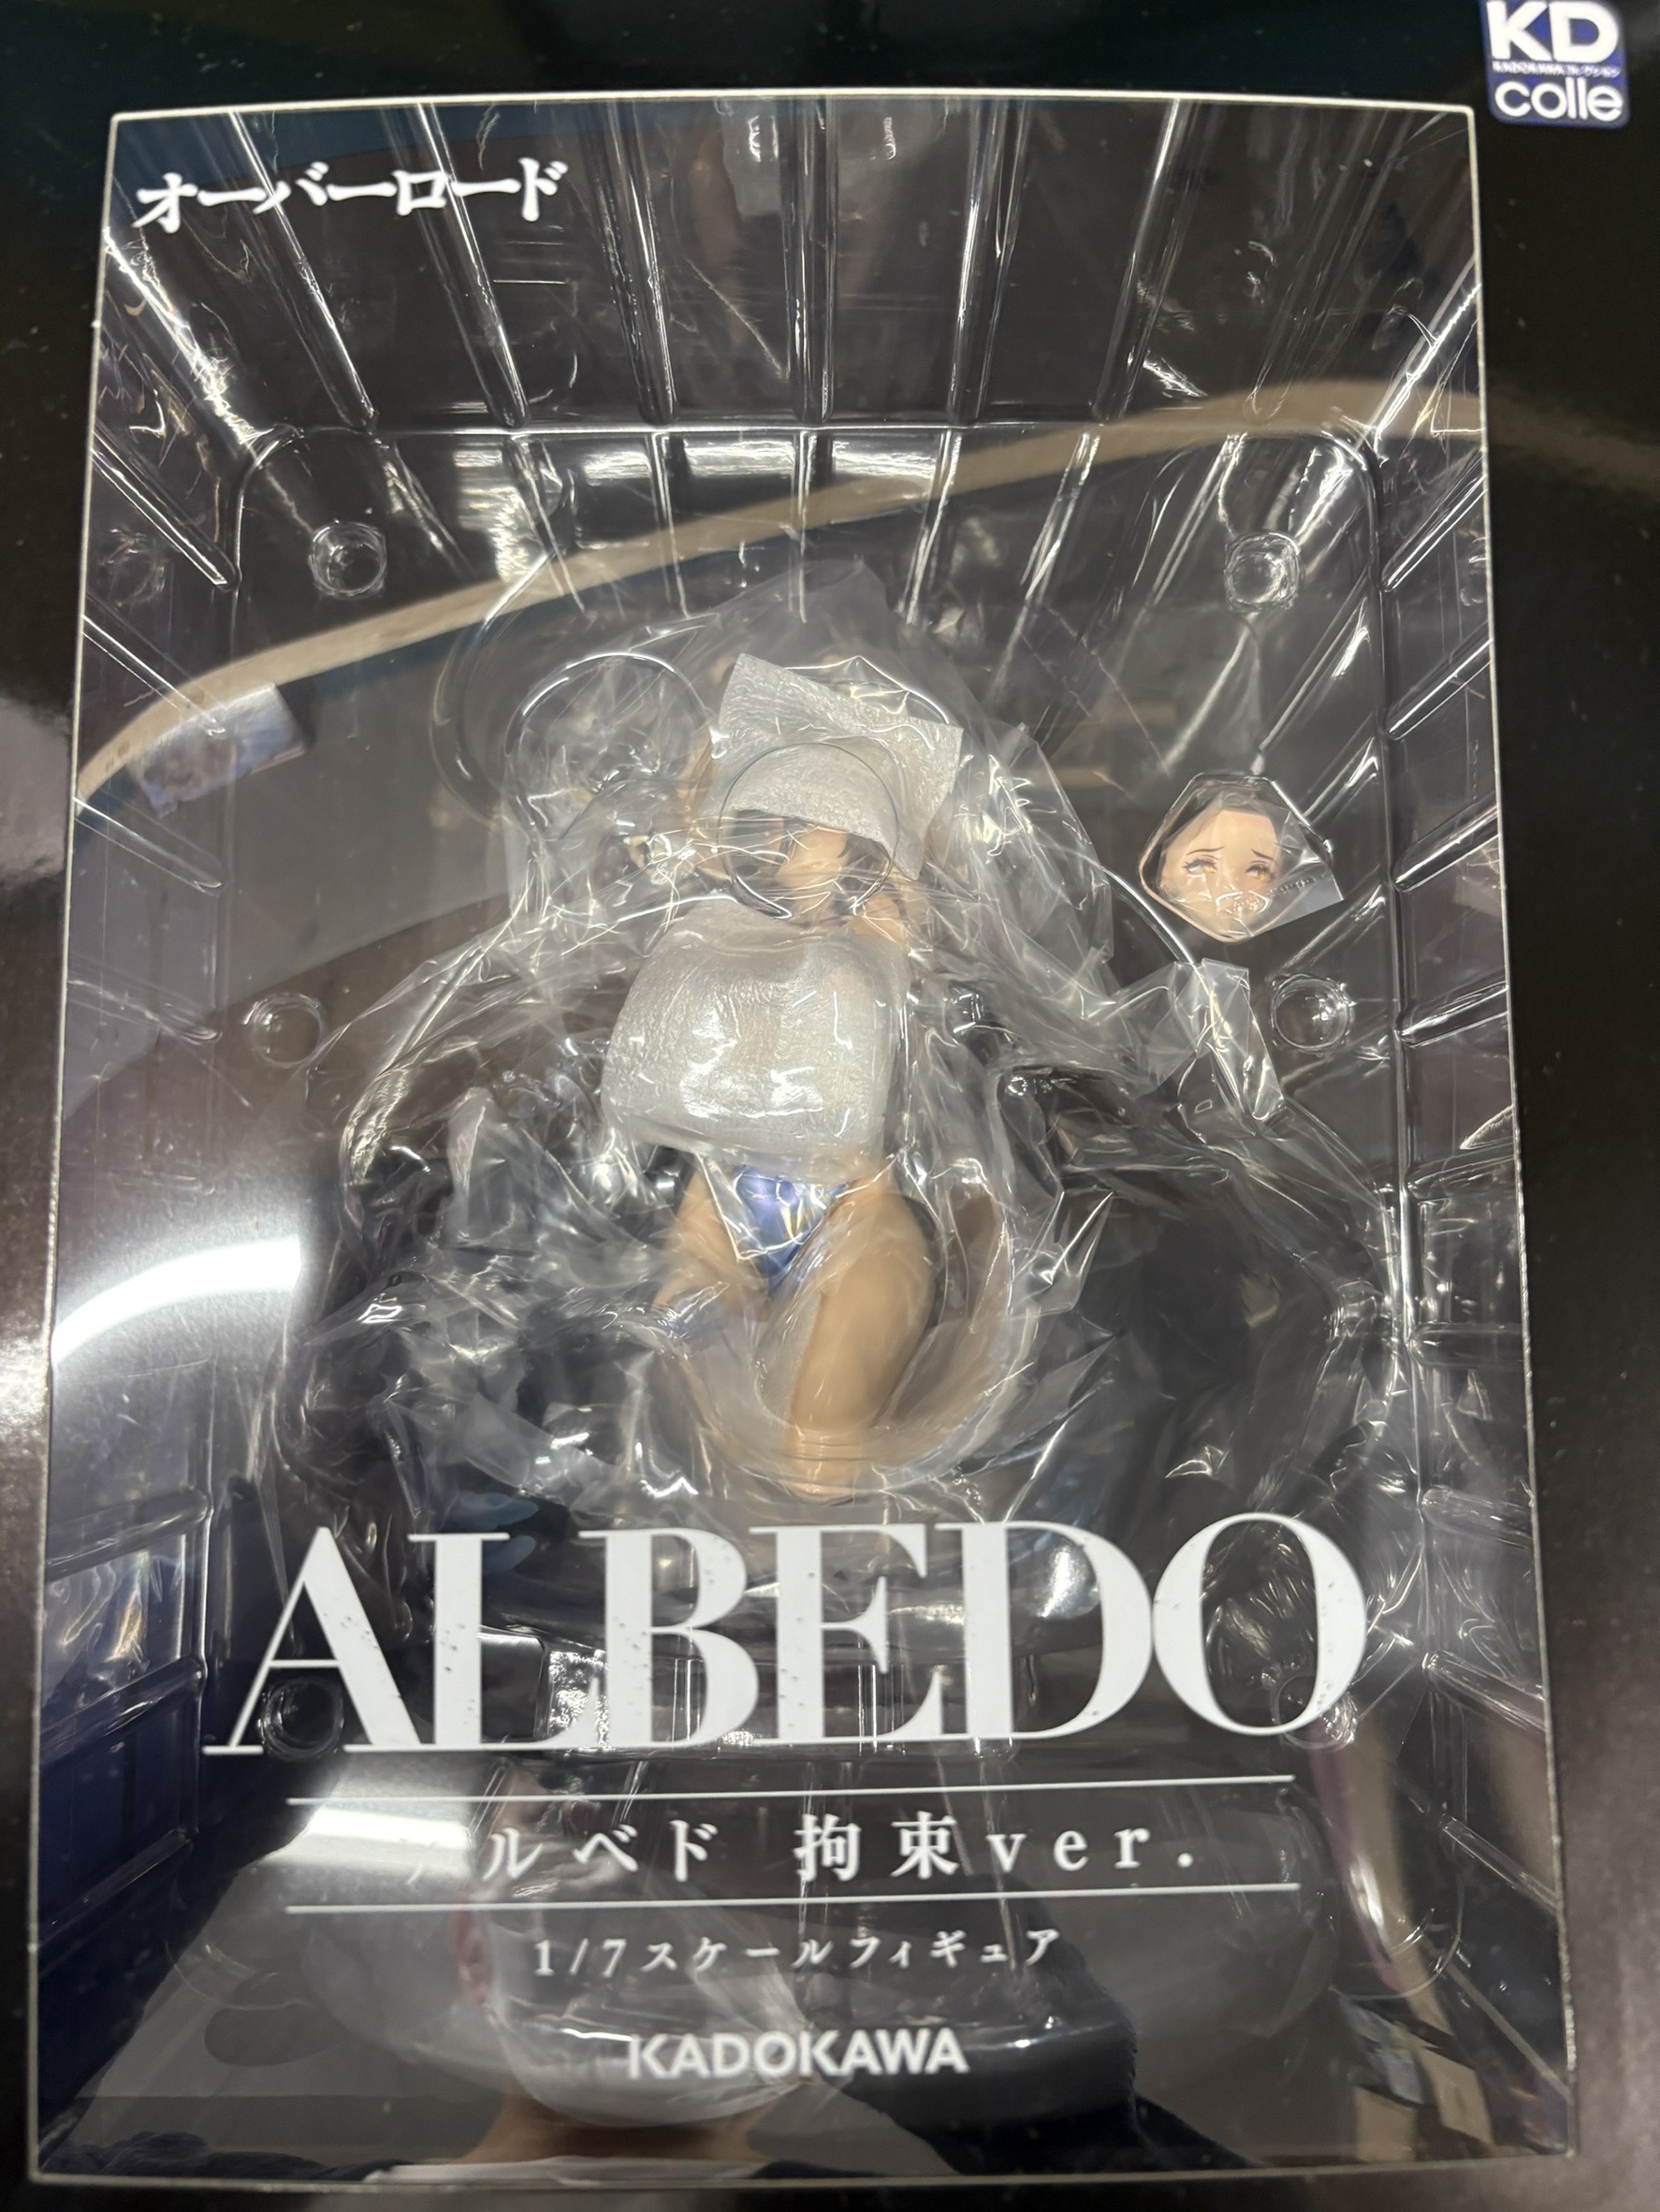 KD
colle
オーバーロード
ALBEDO
ルベド 拘束ver.
1/7スケールフィギュア
KADOKAWA